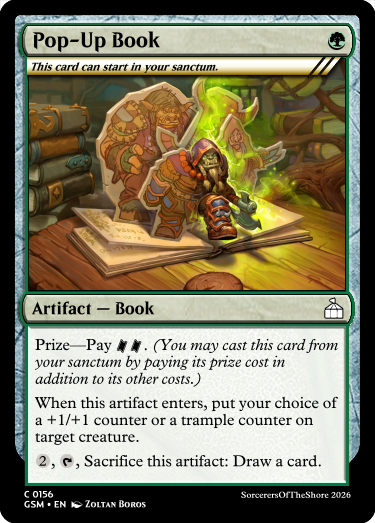 Pop-Up Book
This card can start in your sanctum.
Artifact — Book
Prize—Pay. (You may cast this card from
your sanctum by paying its prize cost in
addition to its other costs.)
When this artifact enters, put your choice of
a +1/+1 counter or a trample counter on
target creature.
2, , Sacrifice this artifact: Draw a card.
C 0156
GSM • EN Zoltan Boros
SorcerersOfTheShore 2026